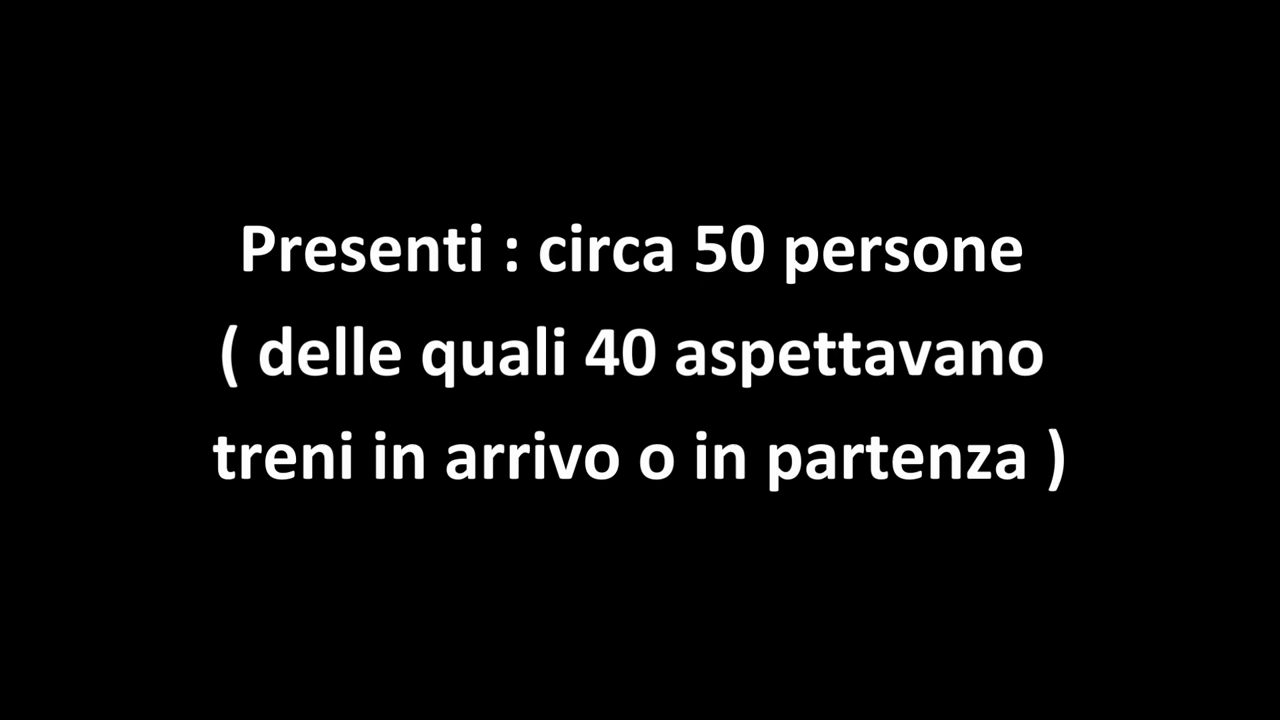 Presenti : circa 50 persone
( delle quali 40 aspettavano
treni in arrivo o in partenza )